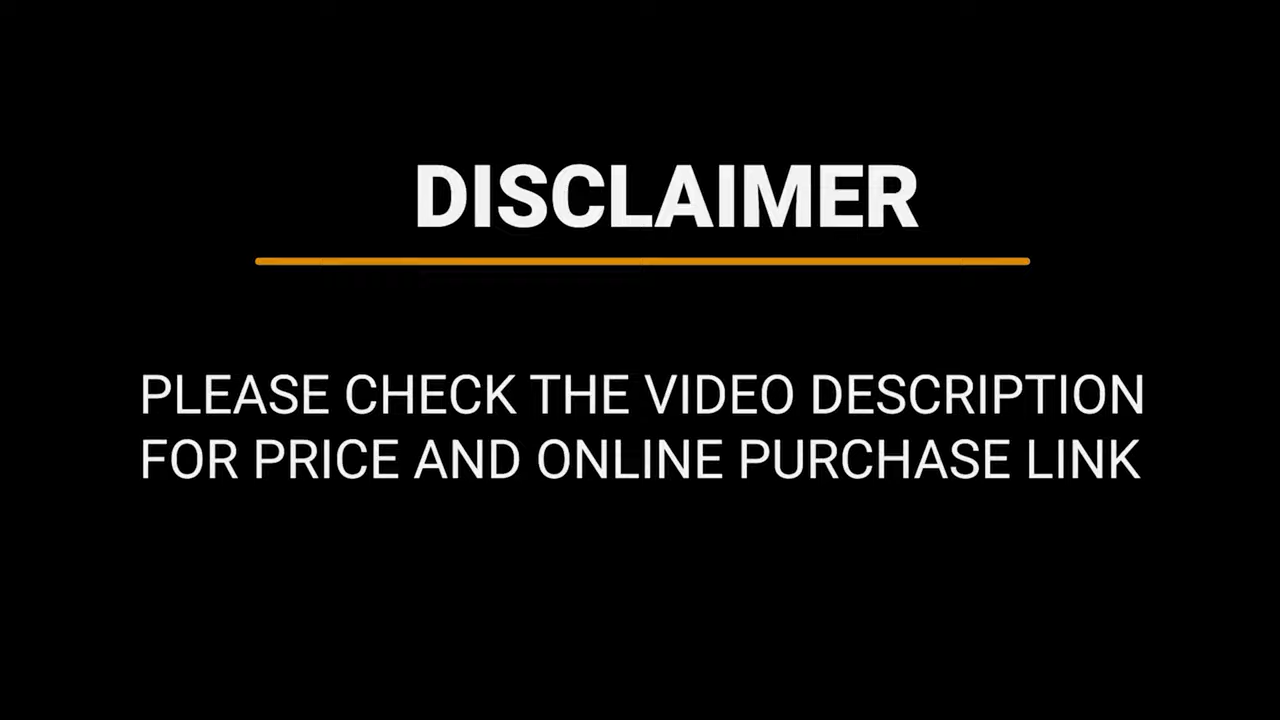 DISCLAIMER
PLEASE CHECK THE VIDEO DESCRIPTION
FOR PRICE AND ONLINE PURCHASE LINK